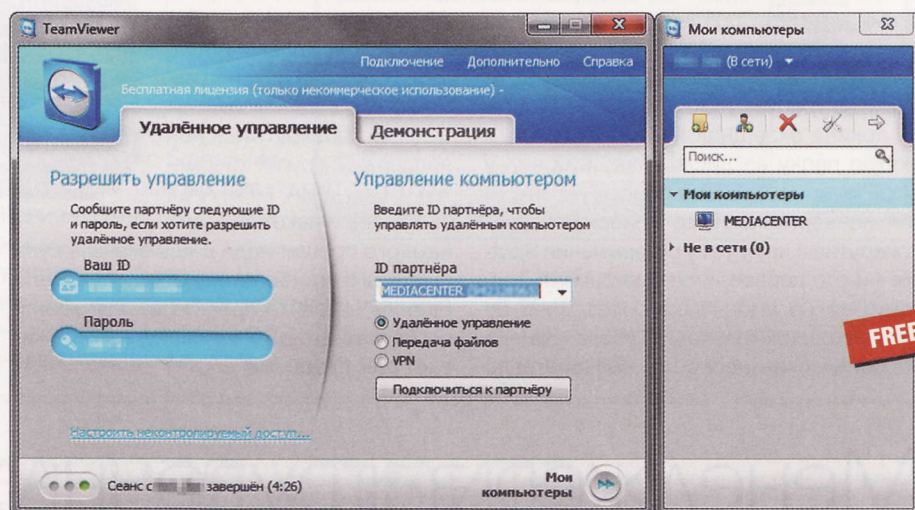 TeamViewer
Подключение Дополнительно Справка
Бесплатная лицензия (только некоммерческое использование) -
Удалённое управление
Демонстрация
Разрешить управление
Сообщите партнёру следующие ID
и пароль, если хотите разрешить
удалённое управление.
Ваш ID
Пароль
Настроить неконтролируемый доступ...
Управление компьютером
Введите ID партнёра, чтобы
управлять удалённым компьютером
ID партнёра
MEDIACENTER
Удалённое управление
Передача файлов
VPN
Подключиться к партнёру
Сеанс с завершён (4:26)
Мои
компьютеры
Мои компьютеры
(В сети)
Поиск...
Мои компьютеры
MEDIACENTER
Не в сети (0)
FREE